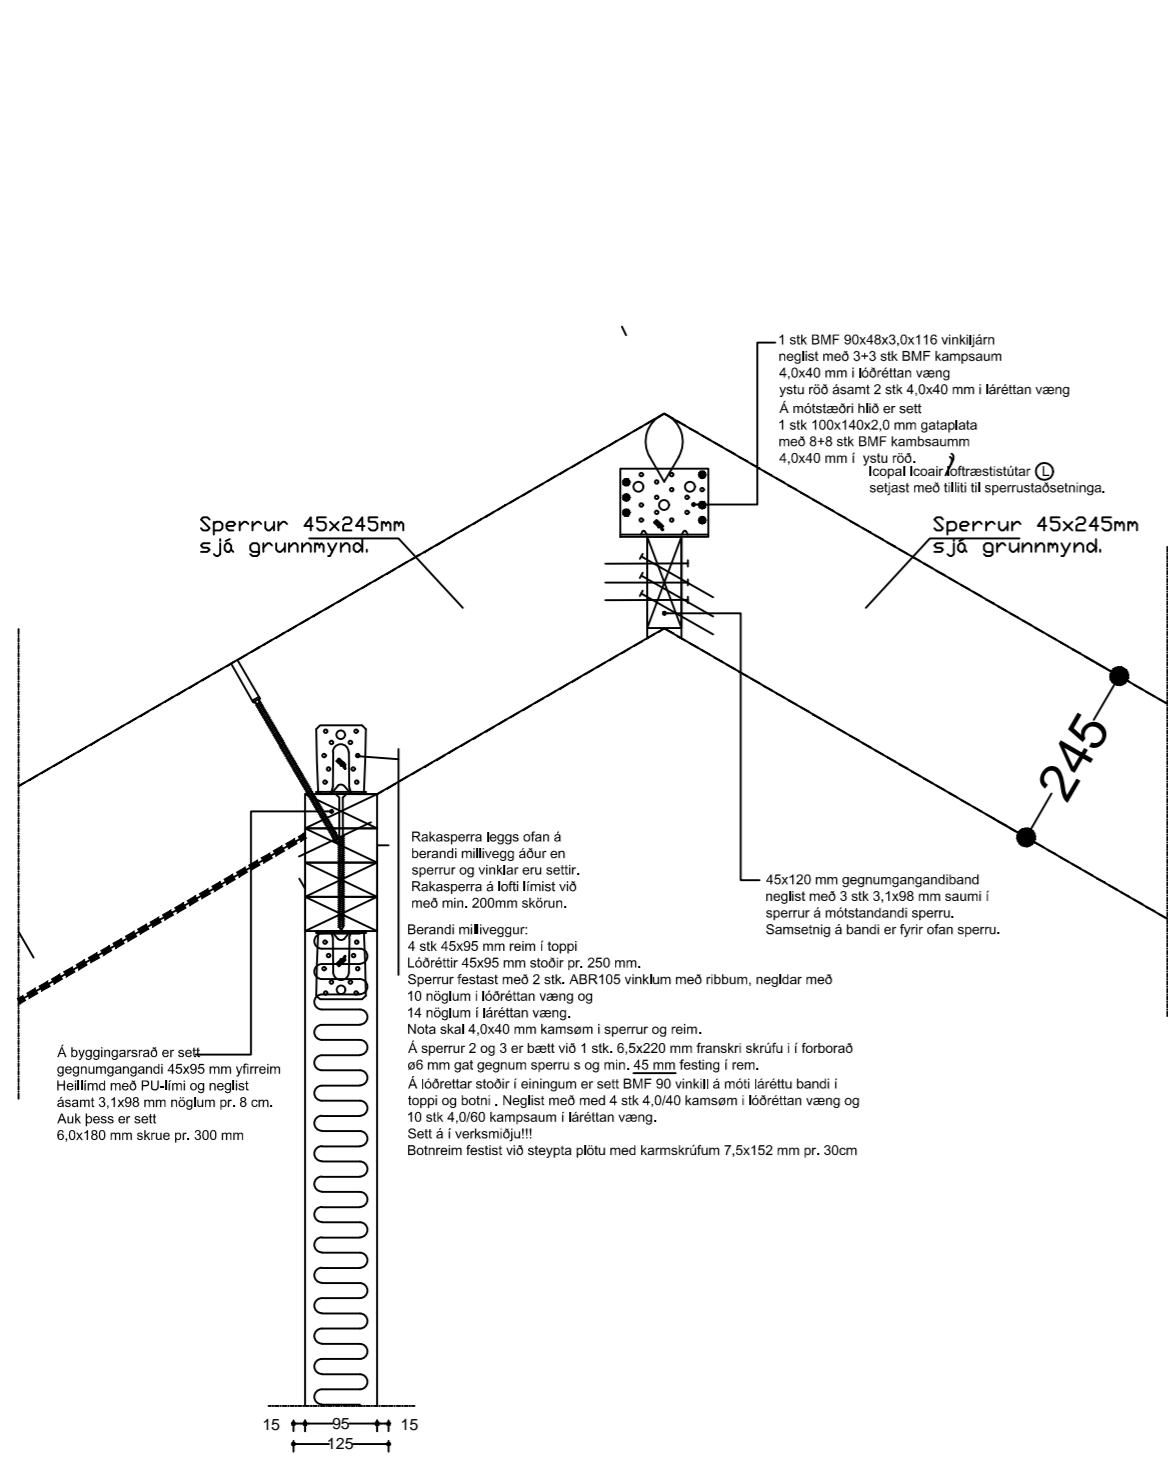 1 stk BMF 90x48x3,0x116 vinkiljárn
neglist með 3+3 stk BMF kampsaum
4,0x40 mm i lóðréttan væng
ystu röð ásamt 2 stk 4,0x40 mm i láréttan væng
Á mótstæðri hlið er sett
1 stk 100x140x2,0 mm gataplata
með 8+8 stk BMF kambsaumm
4,0x40 mm í ystu röð.
Icopal Icoair loftræstistútar L
setjast með tilliti til sperrustaðsetninga.
Sperrur 45x245mm
sjá grunnmynd.
Sperrur 45x245mm
sjá grunnmynd.
245
Rakasperra leggs ofan á
berandi millivegg áður en
sperrur og vinklar eru settir.
Rakasperra á lofti límist við
með min. 200mm skörun.
45x120 mm gegnumgangandiband
neglist með 3 stk 3,1x98 mm saumi í
sperrur á mótstandandi sperru.
Samsetnig á bandi er fyrir ofan sperru.
Berandi milliveggur:
4 stk 45x95 mm reim í toppi
Lóðréttir 45x95 mm stoðir pr. 250 mm.
Sperrur festast með 2 stk. ABR105 vinklum með ribbum, negldar með
10 nöglum i lóðréttan væng og
14 nöglum í láréttan væng.
Nota skal 4,0x40 mm kamsøm i sperrur og reim.
Á sperrur 2 og 3 er bætt við 1 stk. 6,5x220 mm franskri skrúfu i í forborað
ø6 mm gat gegnum sperru s og min. 45 mm festing í rem.
Á lóðrettar stoðir í einingum er sett BMF 90 vinkill á móti láréttu bandi í
toppi og botni . Neglist með med 4 stk 4,0/40 kamsøm i lóðréttan væng og
10 stk 4,0/60 kampsaum í láréttan væng.
Sett á í verksmiðju!!!
Botnreim festist við steypta plötu med karmskrúfum 7,5x152 mm pr. 30cm
Á byggingarsrað er sett
gegnumgangandi 45x95 mm yfirreim
Heillímd með PU-lími og neglist
ásamt 3,1x98 mm nöglum pr. 8 cm.
Auk þess er sett
6,0x180 mm skrue pr. 300 mm
15 95 15
125